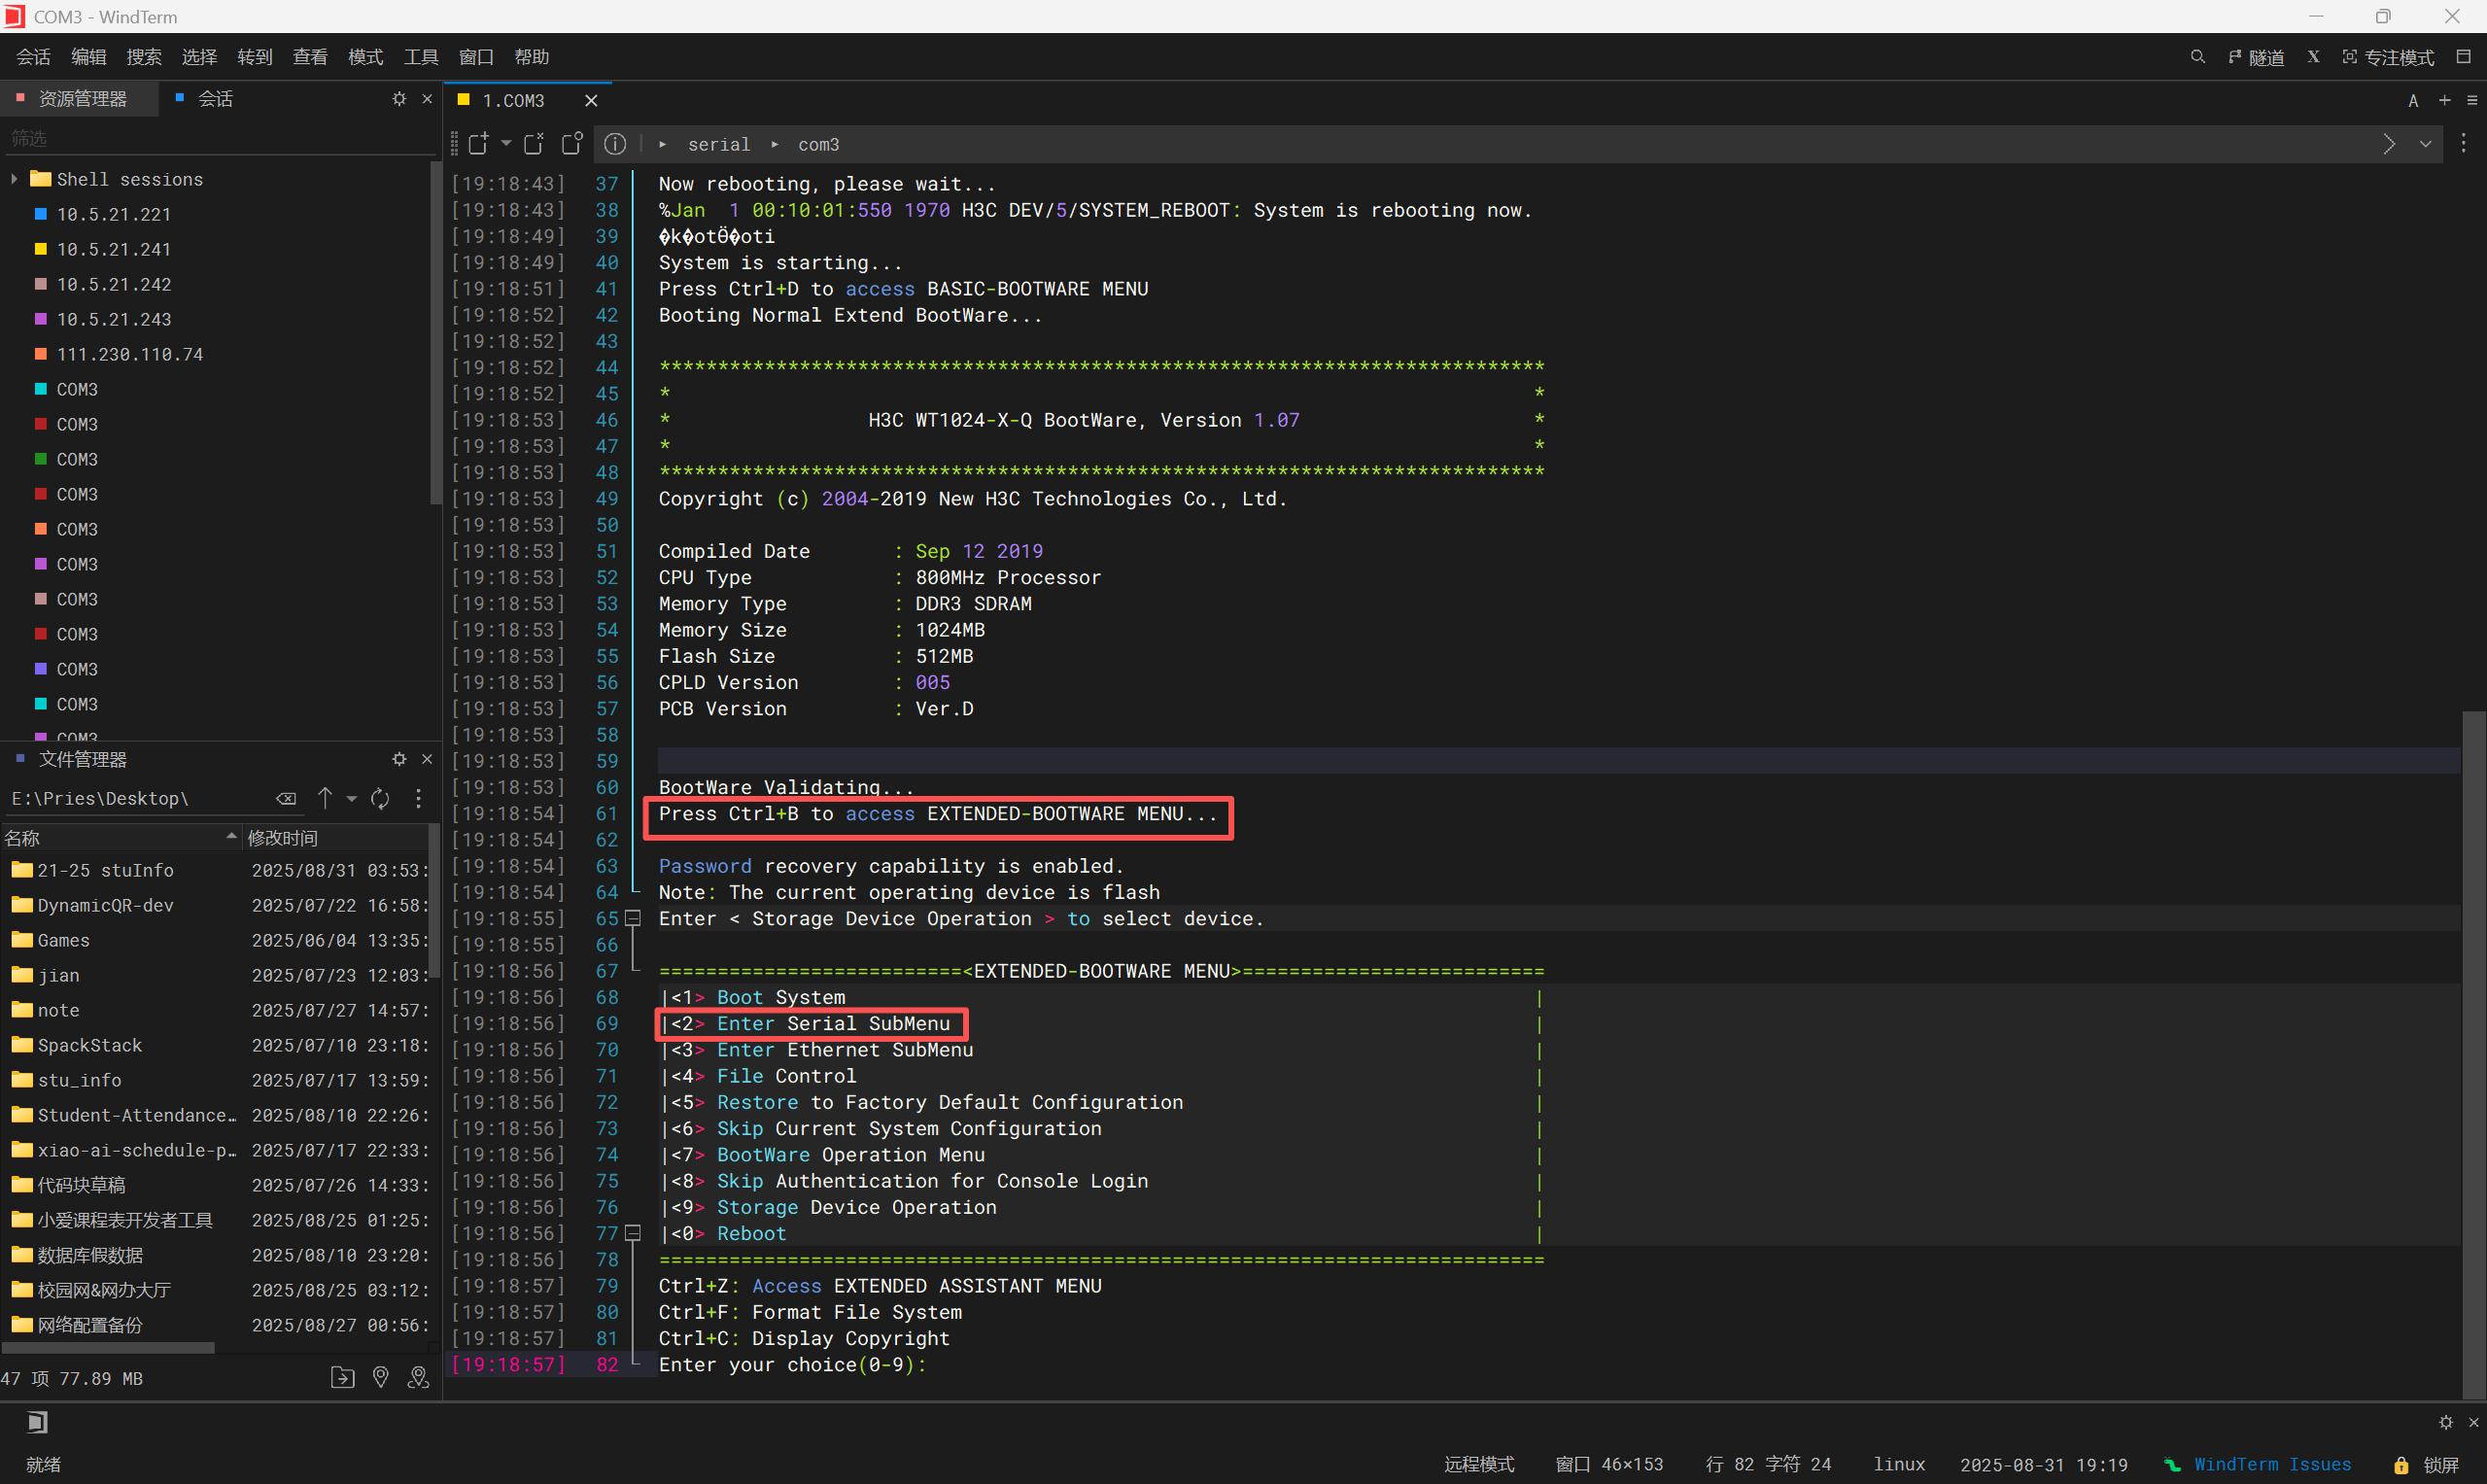 COM3 - WindTerm
会话 编辑 搜索 选择 转到 查看 模式 工具 窗口 帮助
隧道 X 专注模式
资源管理器 会话
筛选
Shell sessions
10.5.21.221
10.5.21.241
10.5.21.242
10.5.21.243
111.230.110.74
COM3
COM3
COM3
COM3
COM3
COM3
COM3
COM3
COM3
COM3
COM3
文件管理器
E:\Pries\Desktop\
名称 修改时间
21-25 stuInfo 2025/08/31 03:53:
DynamicQR-dev 2025/07/22 16:58:
Games 2025/06/04 13:35:
jian 2025/07/23 12:03:
note 2025/07/27 14:57:
SpackStack 2025/07/10 23:18:
stu_info 2025/07/17 13:59:
Student-Attendance… 2025/08/10 22:26:
xiao-ai-schedule-p… 2025/07/17 22:33:
代码块草稿 2025/07/26 14:33:
小爱课程表开发者工具 2025/08/25 01:25:
数据库假数据 2025/08/10 23:20:
校园网&网办大厅 2025/08/25 03:12:
网络配置备份 2025/08/27 00:56:
47 项 77.89 MB
1.COM3
A
serial com3
[19:18:43] 37 Now rebooting, please wait...
[19:18:43] 38 %Jan  1 00:10:01:550 1970 H3C DEV/5/SYSTEM_REBOOT: System is rebooting now.
[19:18:49] 39 �k�otӪ�oti
[19:18:49] 40 System is starting...
[19:18:51] 41 Press Ctrl+D to access BASIC-BOOTWARE MENU
[19:18:52] 42 Booting Normal Extend BootWare...
[19:18:52] 43
[19:18:52] 44 ****************************************************************************
[19:18:52] 45 *                                                                          *
[19:18:53] 46 *                 H3C WT1024-X-Q BootWare, Version 1.07                    *
[19:18:53] 47 *                                                                          *
[19:18:53] 48 ****************************************************************************
[19:18:53] 49 Copyright (c) 2004-2019 New H3C Technologies Co., Ltd.
[19:18:53] 50
[19:18:53] 51 Compiled Date       : Sep 12 2019
[19:18:53] 52 CPU Type            : 800MHz Processor
[19:18:53] 53 Memory Type         : DDR3 SDRAM
[19:18:53] 54 Memory Size         : 1024MB
[19:18:53] 55 Flash Size          : 512MB
[19:18:53] 56 CPLD Version        : 005
[19:18:53] 57 PCB Version         : Ver.D
[19:18:53] 58
[19:18:53] 59
[19:18:53] 60 BootWare Validating...
[19:18:54] 61 Press Ctrl+B to access EXTENDED-BOOTWARE MENU...
[19:18:54] 62
[19:18:54] 63 Password recovery capability is enabled.
[19:18:54] 64 Note: The current operating device is flash
[19:18:55] 65 Enter < Storage Device Operation > to select device.
[19:18:55] 66
[19:18:56] 67 ==========================<EXTENDED-BOOTWARE MENU>==========================
[19:18:56] 68 |<1> Boot System |
[19:18:56] 69 |<2> Enter Serial SubMenu |
[19:18:56] 70 |<3> Enter Ethernet SubMenu |
[19:18:56] 71 |<4> File Control |
[19:18:56] 72 |<5> Restore to Factory Default Configuration |
[19:18:56] 73 |<6> Skip Current System Configuration |
[19:18:56] 74 |<7> BootWare Operation Menu |
[19:18:56] 75 |<8> Skip Authentication for Console Login |
[19:18:56] 76 |<9> Storage Device Operation |
[19:18:56] 77 |<0> Reboot |
[19:18:56] 78 ============================================================================
[19:18:57] 79 Ctrl+Z: Access EXTENDED ASSISTANT MENU
[19:18:57] 80 Ctrl+F: Format File System
[19:18:57] 81 Ctrl+C: Display Copyright
[19:18:57] 82 Enter your choice(0-9):
就绪 远程模式 窗口 46×153 行 82 字符 24 linux 2025-08-31 19:19 WindTerm Issues 锁屏